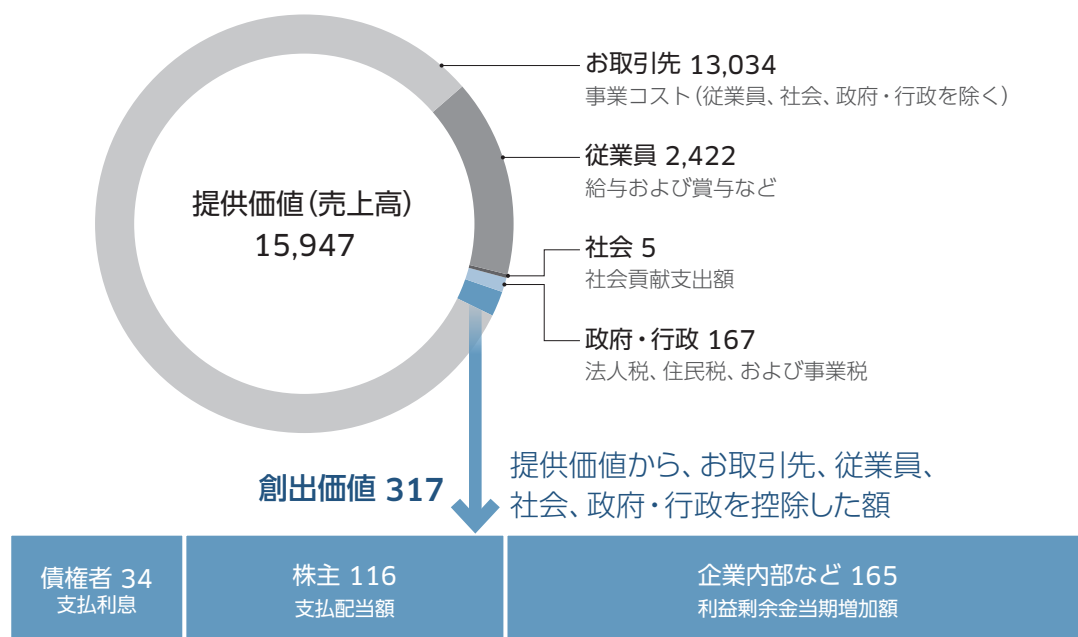 お取引先 13,034
事業コスト(従業員、社会、政府・行政を除く)
従業員 2,422
給与および賞与など
提供価値(売上高)
15,947
社会 5
社会貢献支出額
政府・行政 167
法人税、住民税、および事業税
創出価値 317
提供価値から、お取引先、従業員、
社会、政府・行政を控除した額
債権者 34
支払利息
株主 116
支払配当額
企業内部など 165
利益剰余金当期増加額